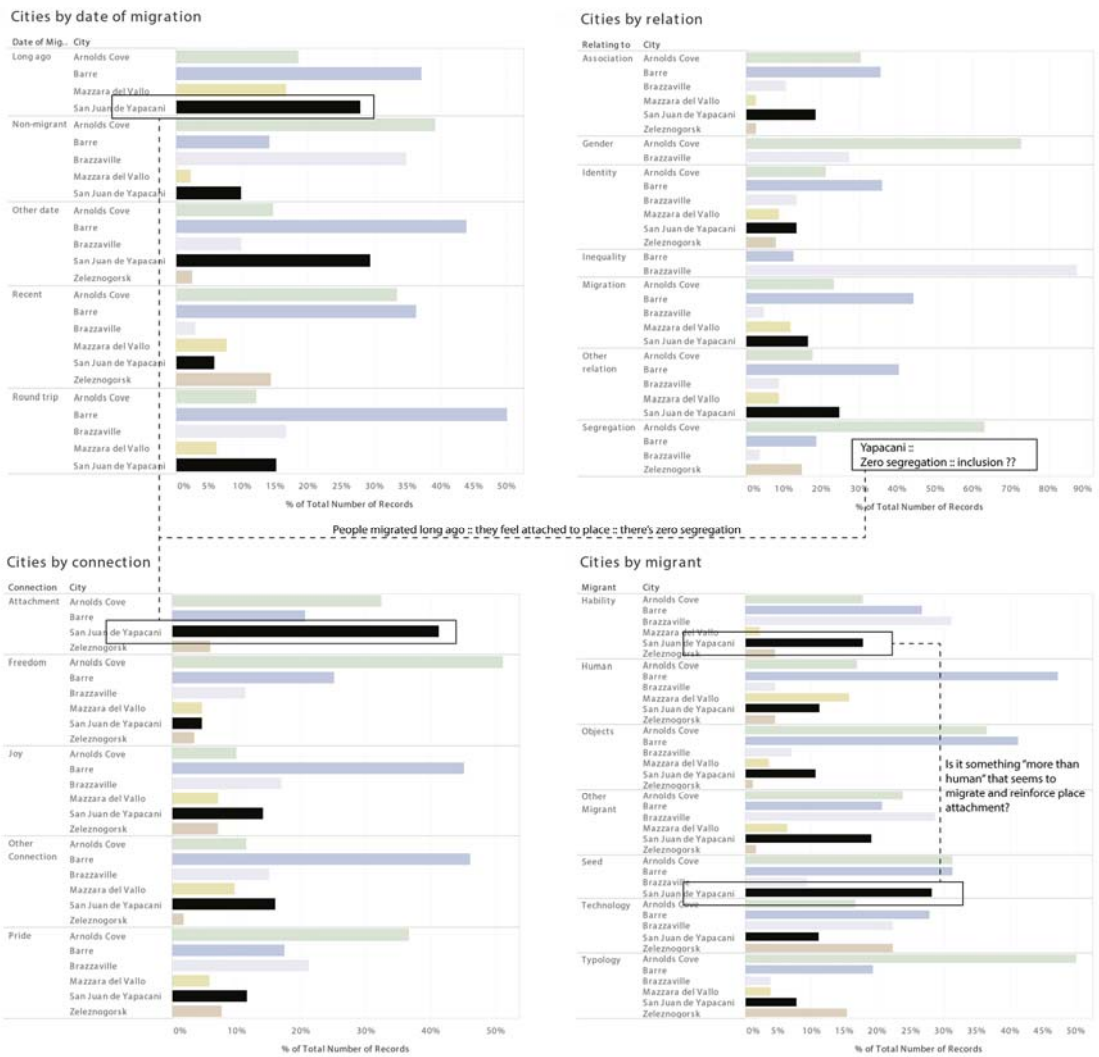 Cities by date of migration
Date of Mig.. City
Long ago Arnolds Cove
Barre
Mazzara del Vallo
San Juan de Yapacani
Non-migrant Arnolds Cove
Barre
Brazzaville
Mazzara del Vallo
San Juan de Yapacani
Other date Arnolds Cove
Barre
Brazzaville
San Juan de Yapacani
Zeleznogorsk
Recent Arnolds Cove
Barre
Brazzaville
Mazzara del Vallo
San Juan de Yapacani
Zeleznogorsk
Round trip Arnolds Cove
Barre
Brazzaville
Mazzara del Vallo
San Juan de Yapacani
0% 5% 10% 15% 20% 25% 30% 35% 40% 45% 50%
% of Total Number of Records
Cities by relation
Relating to City
Association Arnolds Cove
Barre
Brazzaville
Mazzara del Vallo
San Juan de Yapacani
Zeleznogorsk
Gender Arnolds Cove
Brazzaville
Identity Arnolds Cove
Barre
Brazzaville
Mazzara del Vallo
San Juan de Yapacani
Zeleznogorsk
Inequality Barre
Brazzaville
Migration Arnolds Cove
Barre
Brazzaville
Mazzara del Vallo
San Juan de Yapacani
Other relation Arnolds Cove
Barre
Brazzaville
Mazzara del Vallo
San Juan de Yapacani
Segregation Arnolds Cove
Barre
Brazzaville
Zeleznogorsk
Yapacani ::
Zero segregation :: inclusion ??
0% 10% 20% 30% 40% 50% 60% 70% 80% 90%
% of Total Number of Records
People migrated long ago :: they feel attached to place :: there's zero segregation
Cities by connection
Connection City
Attachment Arnolds Cove
Barre
San Juan de Yapacani
Zeleznogorsk
Freedom Arnolds Cove
Barre
Brazzaville
Mazzara del Vallo
San Juan de Yapacani
Zeleznogorsk
Joy Arnolds Cove
Barre
Brazzaville
Mazzara del Vallo
San Juan de Yapacani
Zeleznogorsk
Other Connection Arnolds Cove
Barre
Brazzaville
Mazzara del Vallo
San Juan de Yapacani
Zeleznogorsk
Pride Arnolds Cove
Barre
Brazzaville
Mazzara del Vallo
San Juan de Yapacani
Zeleznogorsk
0% 10% 20% 30% 40% 50%
% of Total Number of Records
Cities by migrant
Migrant City
Hability Arnolds Cove
Barre
Brazzaville
Mazzara del Vallo
San Juan de Yapacani
Zeleznogorsk
Human Arnolds Cove
Barre
Brazzaville
Mazzara del Vallo
San Juan de Yapacani
Zeleznogorsk
Objects Arnolds Cove
Barre
Brazzaville
Mazzara del Vallo
San Juan de Yapacani
Zeleznogorsk
Is it something "more than
human" that seems to
migrate and reinforce place
attachment?
Other Migrant Arnolds Cove
Barre
Brazzaville
Mazzara del Vallo
San Juan de Yapacani
Zeleznogorsk
Seed Arnolds Cove
Barre
Brazzaville
San Juan de Yapacani
Technology Arnolds Cove
Barre
Brazzaville
San Juan de Yapacani
Zeleznogorsk
Typology Arnolds Cove
Barre
Brazzaville
Mazzara del Vallo
San Juan de Yapacani
Zeleznogorsk
0% 5% 10% 15% 20% 25% 30% 35% 40% 45% 50%
% of Total Number of Records